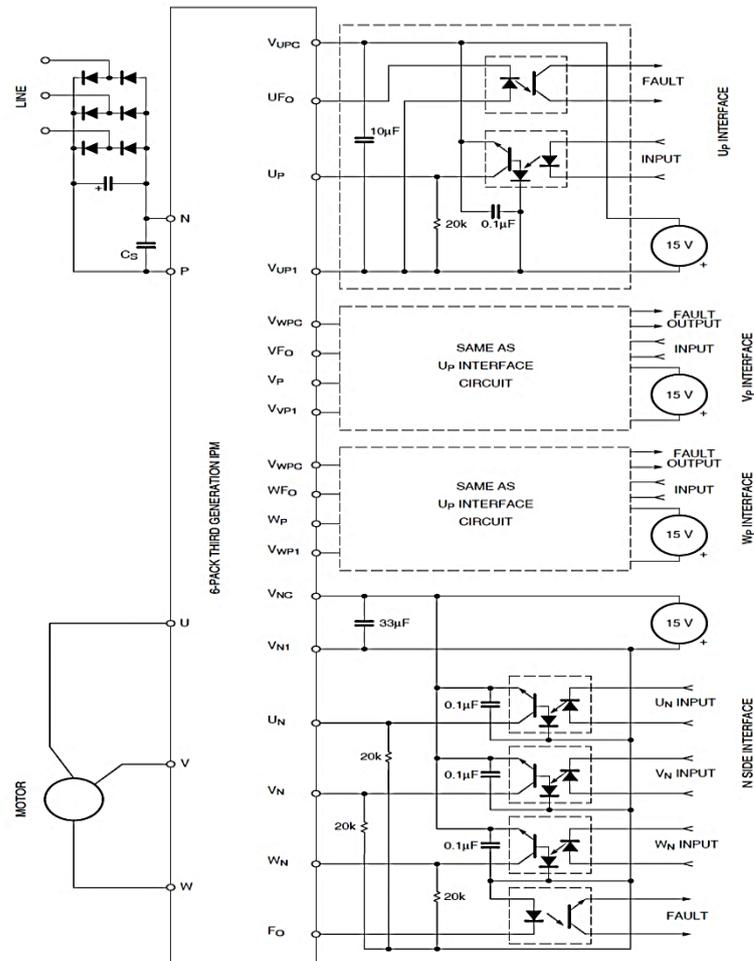 LINE
N
CS
P
6-PACK THIRD GENERATION IPM
U
V
W
MOTOR
VUPC
UFO
UP
VUP1
10μF
20k
0.1μF
FAULT
INPUT
15 V
+
UP INTERFACE
VWPC
VFO
VP
VVP1
SAME AS
UP INTERFACE
CIRCUIT
FAULT
OUTPUT
INPUT
15 V
+
VP INTERFACE
VWPC
WFO
WP
VWP1
SAME AS
UP INTERFACE
CIRCUIT
FAULT
OUTPUT
INPUT
15 V
+
WP INTERFACE
VNC
VN1
UN
VN
WN
FO
33μF
15 V
+
0.1μF
UN INPUT
20k
0.1μF
VN INPUT
20k
0.1μF
WN INPUT
20k
FAULT
N SIDE INTERFACE
+